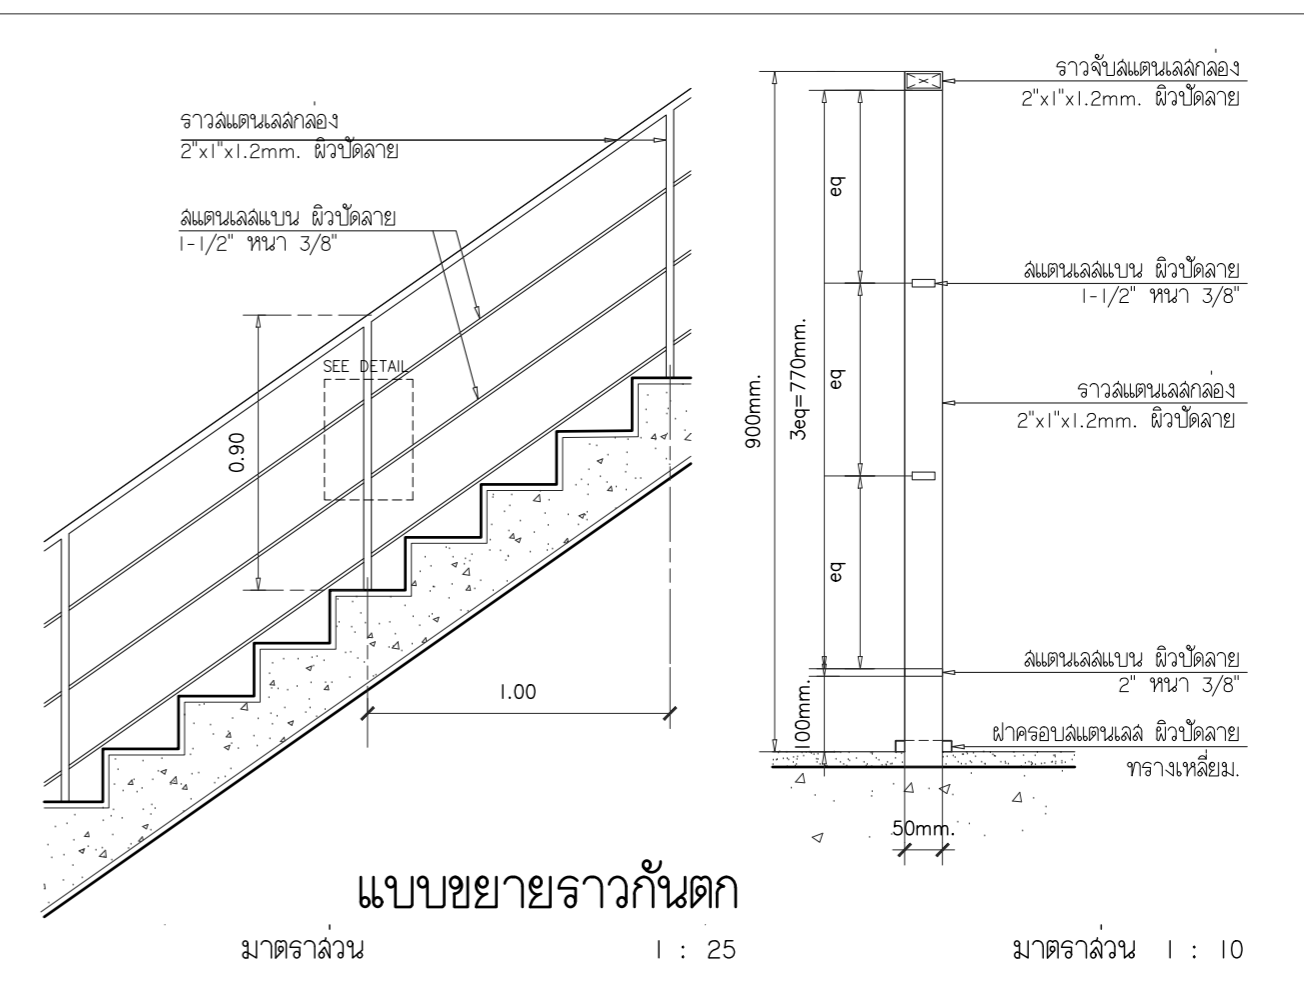 ราวสแตนเลสกล่อง
2"x1"x1.2mm. ผิวปัดลาย
สแตนเลสแบน ผิวปัดลาย
1-1/2" หนา 3/8"
SEE DETAIL
0.90
1.00
ราวจับสแตนเลสกล่อง
2"x1"x1.2mm. ผิวปัดลาย
eq
สแตนเลสแบน ผิวปัดลาย
1-1/2" หนา 3/8"
900mm.
3eq=770mm.
eq
ราวสแตนเลสกล่อง
2"x1"x1.2mm. ผิวปัดลาย
eq
สแตนเลสแบน ผิวปัดลาย
2" หนา 3/8"
100mm.
ฝาครอบสแตนเลส ผิวปัดลาย
ทรางเหลี่ยม.
50mm.
แบบขยายราวกันตก
มาตราส่วน 1 : 25
มาตราส่วน 1 : 10